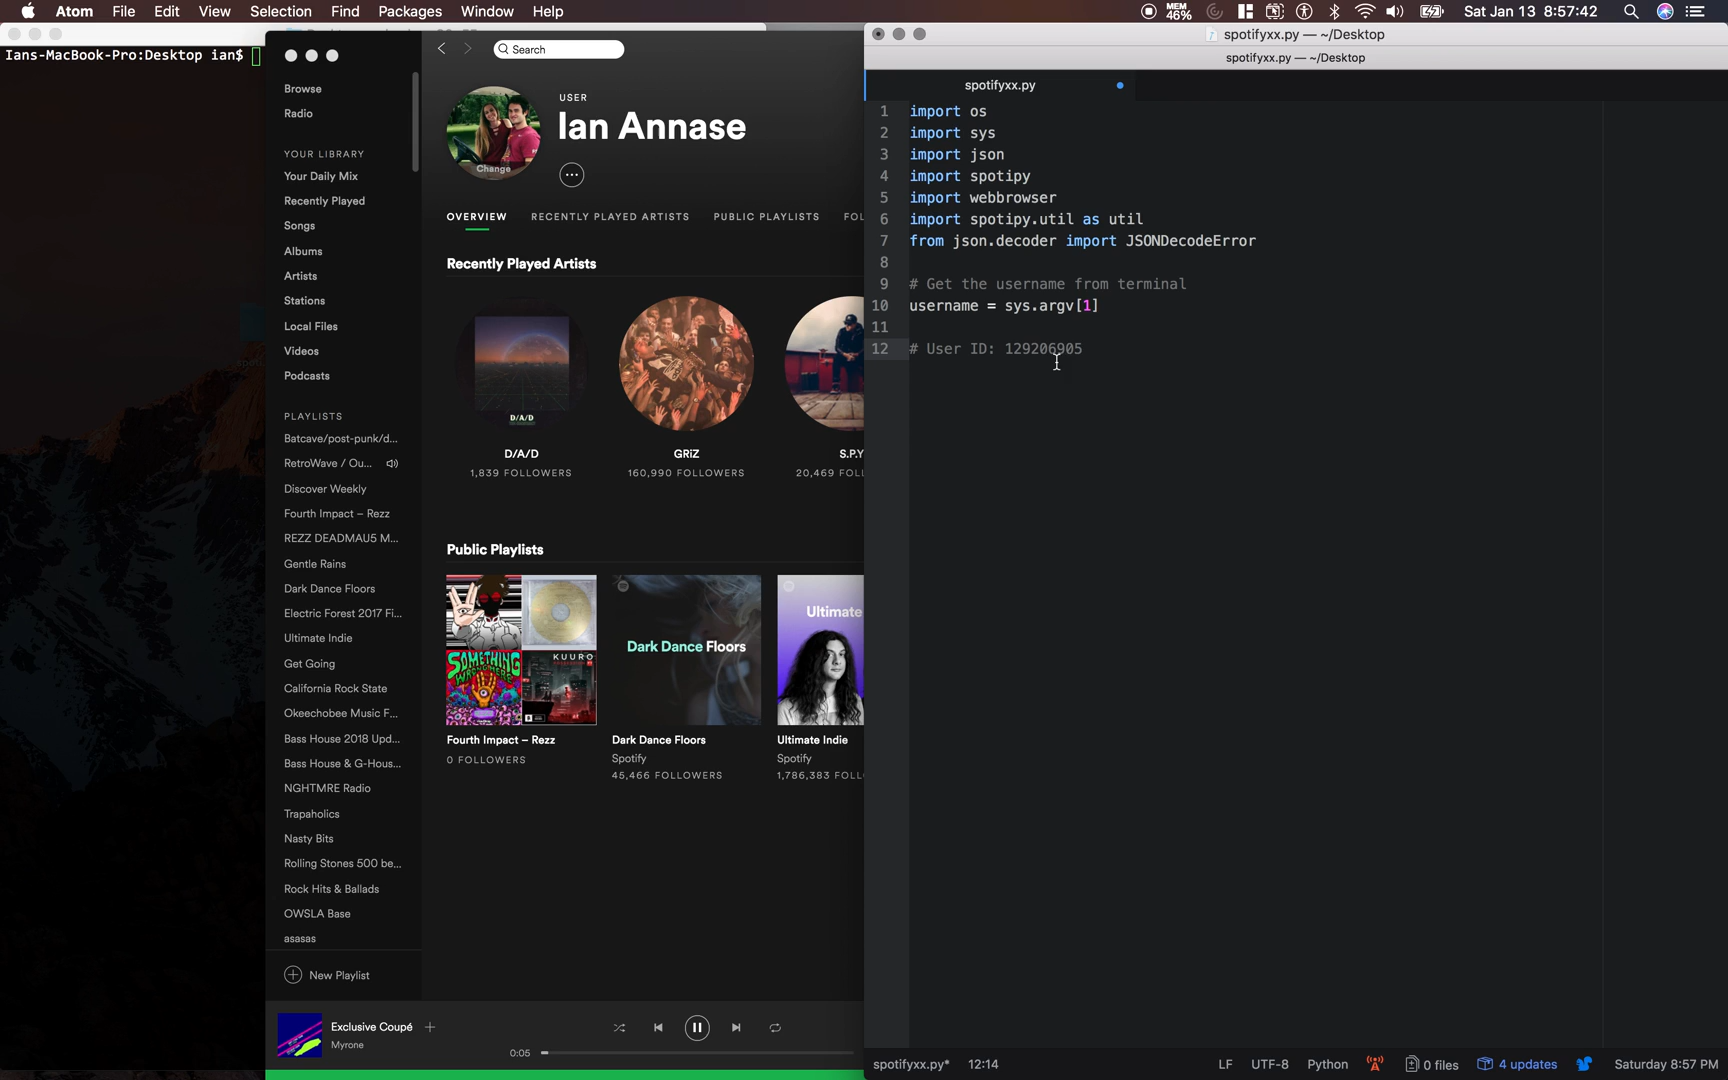 Atom File Edit View Selection Find Packages Window Help
MEM
46%
Sat Jan 13 8:57:42
Ians-MacBook-Pro:Desktop ian$
Browse
Radio
YOUR LIBRARY
Your Daily Mix
Recently Played
Songs
Albums
Artists
Stations
Local Files
Videos
Podcasts
PLAYLISTS
Batcave/post-punk/d...
RetroWave / Ou...
Discover Weekly
Fourth Impact – Rezz
REZZ DEADMAU5 M...
Gentle Rains
Dark Dance Floors
Electric Forest 2017 Fi...
Ultimate Indie
Get Going
California Rock State
Okeechobee Music F...
Bass House 2018 Upd...
Bass House & G-Hous...
NGHTMRE Radio
Trapaholics
Nasty Bits
Rolling Stones 500 be...
Rock Hits & Ballads
OWSLA Base
asasas
New Playlist
Exclusive Coupé
Myrone
Search
USER
Ian Annase
Change
OVERVIEW RECENTLY PLAYED ARTISTS PUBLIC PLAYLISTS FOL
Recently Played Artists
D/A/D
D/A/D GRiZ S.P.Y
1,839 FOLLOWERS 160,990 FOLLOWERS 20,469 FOLL
Public Playlists
SOMETHING
KUURO
Dark Dance Floors
Ultimate
Fourth Impact – Rezz
0 FOLLOWERS
Dark Dance Floors
Spotify
45,466 FOLLOWERS
Ultimate Indie
Spotify
1,786,383 FOLL
0:05
spotifyxx.py — ~/Desktop
spotifyxx.py — ~/Desktop
spotifyxx.py
1 import os
2 import sys
3 import json
4 import spotipy
5 import webbrowser
6 import spotipy.util as util
7 from json.decoder import JSONDecodeError
8
9 # Get the username from terminal
10 username = sys.argv[1]
11
12 # User ID: 129206905
spotifyxx.py* 12:14 LF UTF-8 Python 0 files 4 updates Saturday 8:57 PM